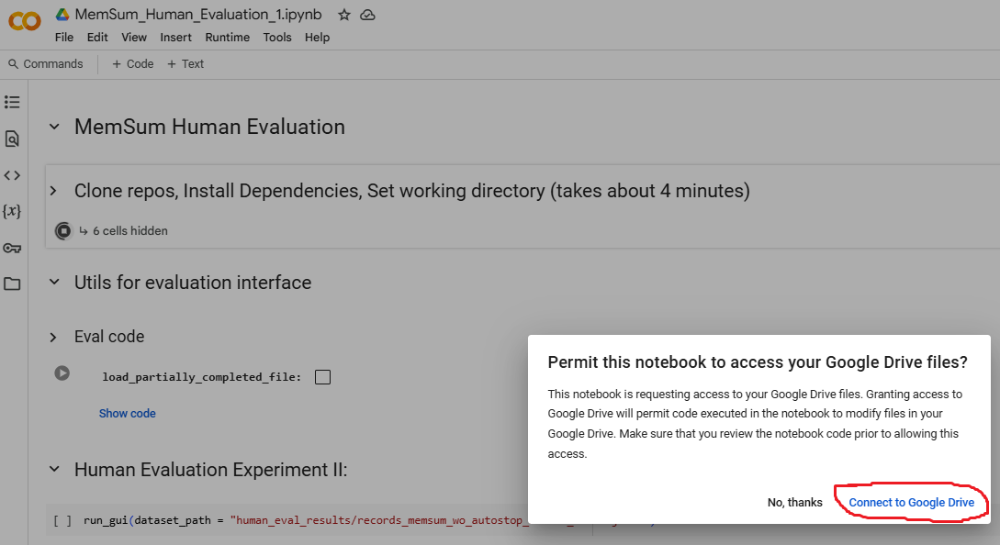 MemSum_Human_Evaluation_1.ipynb
File Edit View Insert Runtime Tools Help
Commands + Code + Text
MemSum Human Evaluation
Clone repos, Install Dependencies, Set working directory (takes about 4 minutes)
6 cells hidden
Utils for evaluation interface
Eval code
load_partially_completed_file:
Show code
Human Evaluation Experiment II:
[ ] run_gui(dataset_path = "human_eval_results/records_memsum_wo_autostop_
Permit this notebook to access your Google Drive files?
This notebook is requesting access to your Google Drive files. Granting access to
Google Drive will permit code executed in the notebook to modify files in your
Google Drive. Make sure that you review the notebook code prior to allowing this
access.
No, thanks Connect to Google Drive